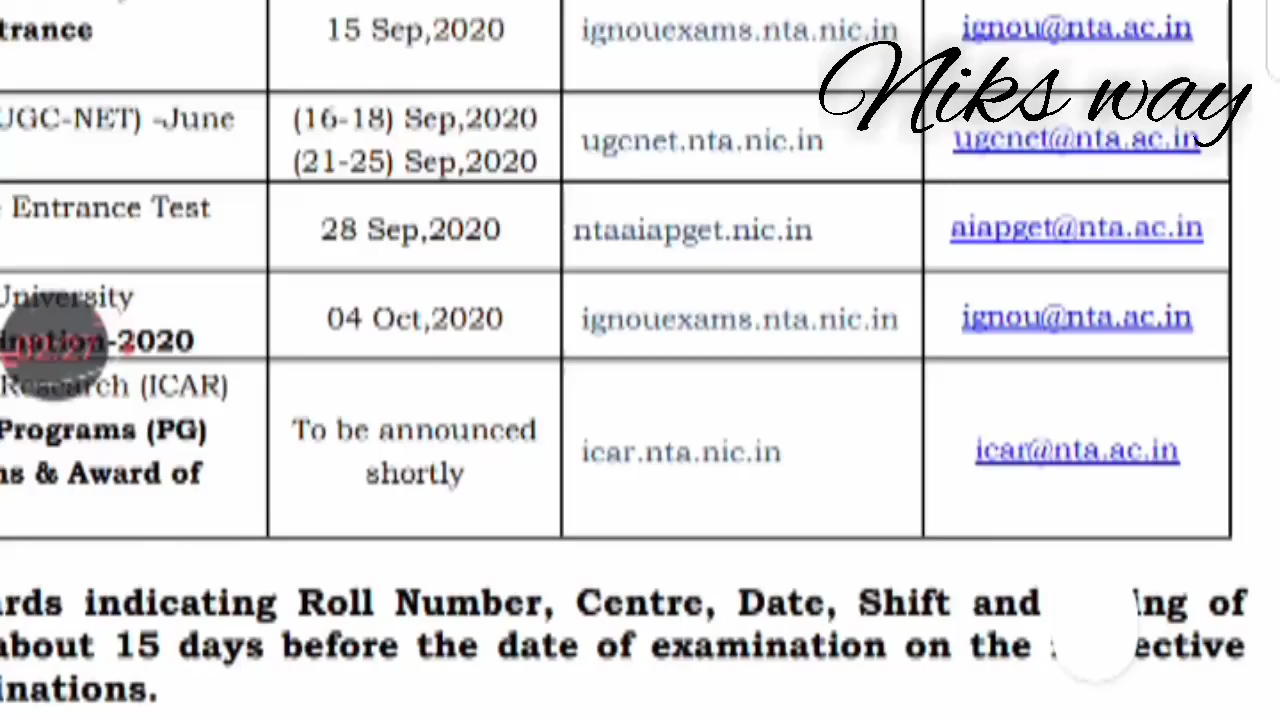 trance
15 Sep,2020
ignouexams.nta.nic.in
ignou@nta.ac.in
Niks way
UGC-NET) -June
(16-18) Sep,2020
(21-25) Sep,2020
ugcnet.nta.nic.in
ugcnet@nta.ac.in
Entrance Test
28 Sep,2020
ntaaiapget.nic.in
aiapget@nta.ac.in
University
-2020
04 Oct,2020
ignouexams.nta.nic.in
ignou@nta.ac.in
Research (ICAR)
Programs (PG)
ns & Award of
To be announced
shortly
icar.nta.nic.in
icar@nta.ac.in
rds indicating Roll Number, Centre, Date, Shift and ing of
about 15 days before the date of examination on the ective
inations.